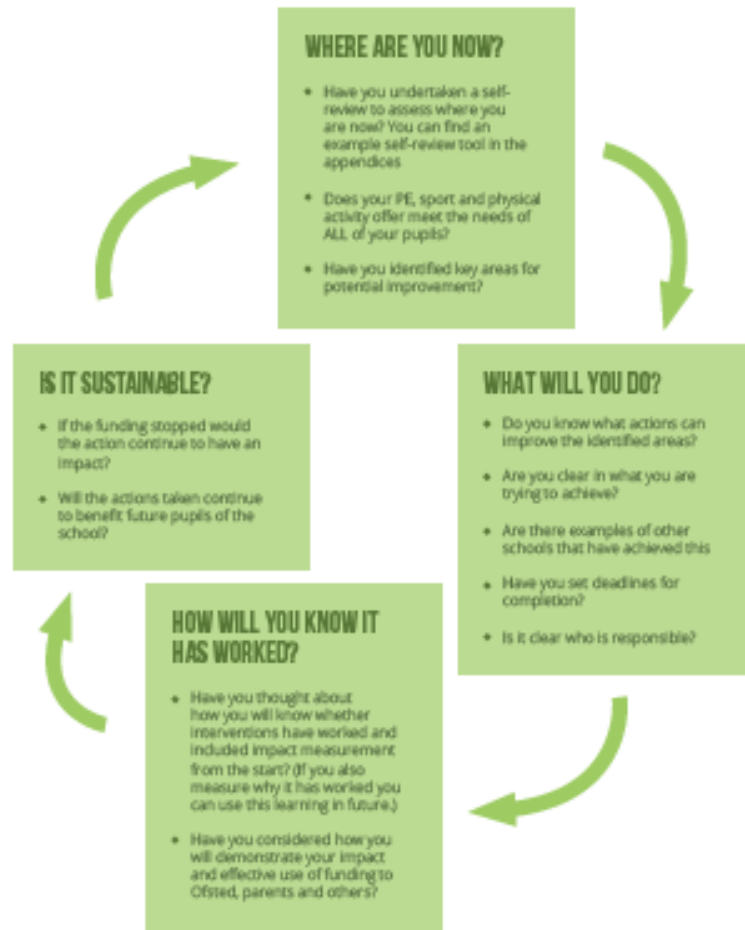 WHERE ARE YOU NOW?
• Have you undertaken a self-
review to assess where you
are now? You can find an
example self-review tool in the
appendices
• Does your PE, sport and physical
activity offer meet the needs of
ALL of your pupils?
• Have you identified key areas for
potential improvement?
WHAT WILL YOU DO?
• Do you know what actions can
improve the identified areas?
• Are you clear in what you are
trying to achieve?
• Are there examples of other
schools that have achieved this
• Have you set deadlines for
completion?
• Is it clear who is responsible?
HOW WILL YOU KNOW IT
HAS WORKED?
• Have you thought about
how you will know whether
interventions have worked and
included impact measurement
from the start? (If you also
measure why it has worked you
can use this learning in future.)
• Have you considered how you
will demonstrate your impact
and effective use of funding to
Ofsted, parents and others?
IS IT SUSTAINABLE?
• If the funding stopped would
the action continue to have an
impact?
• Will the actions taken continue
to benefit future pupils of the
school?